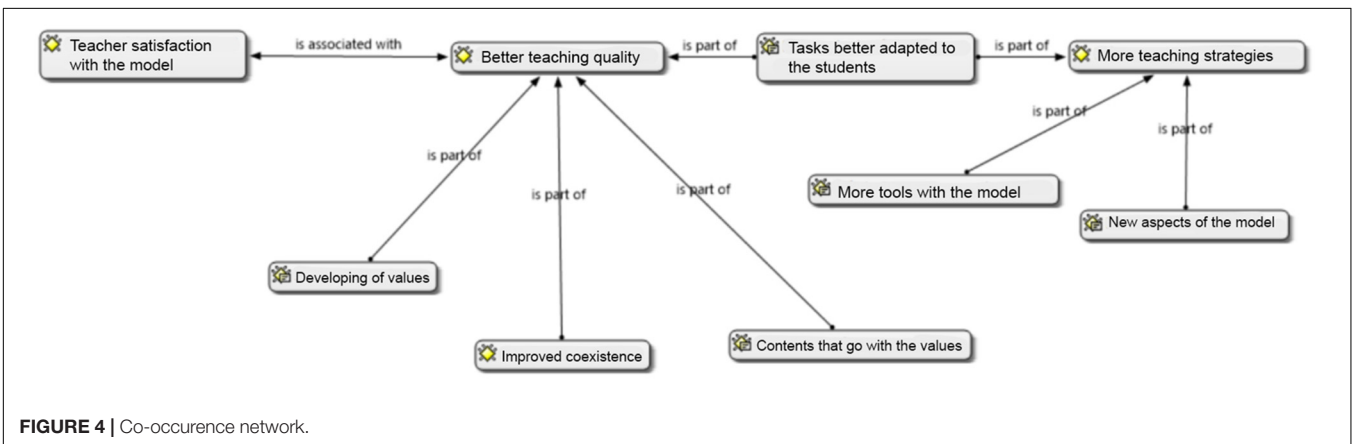 Teacher satisfaction
with the model
is associated with
Better teaching quality
is part of
Tasks better adapted to
the students
is part of
More teaching strategies
is part of
is part of
is part of
is part of
is part of
More tools with the model
New aspects of the model
Developing of values
Improved coexistence
Contents that go with the values
FIGURE 4 | Co-occurence network.